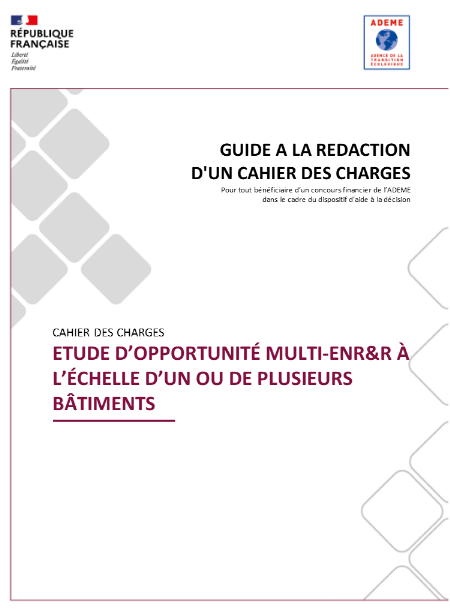 RÉPUBLIQUE
FRANÇAISE
Liberté
Égalité
Fraternité
ADEME
AGENCE DE LA
TRANSITION
ÉCOLOGIQUE
GUIDE A LA REDACTION
D'UN CAHIER DES CHARGES
Pour tout bénéficiaire d'un concours financier de l'ADEME
dans le cadre du dispositif d'aide à la décision
CAHIER DES CHARGES
ETUDE D'OPPORTUNITÉ MULTI-ENR&R À
L'ÉCHELLE D'UN OU DE PLUSIEURS
BÂTIMENTS